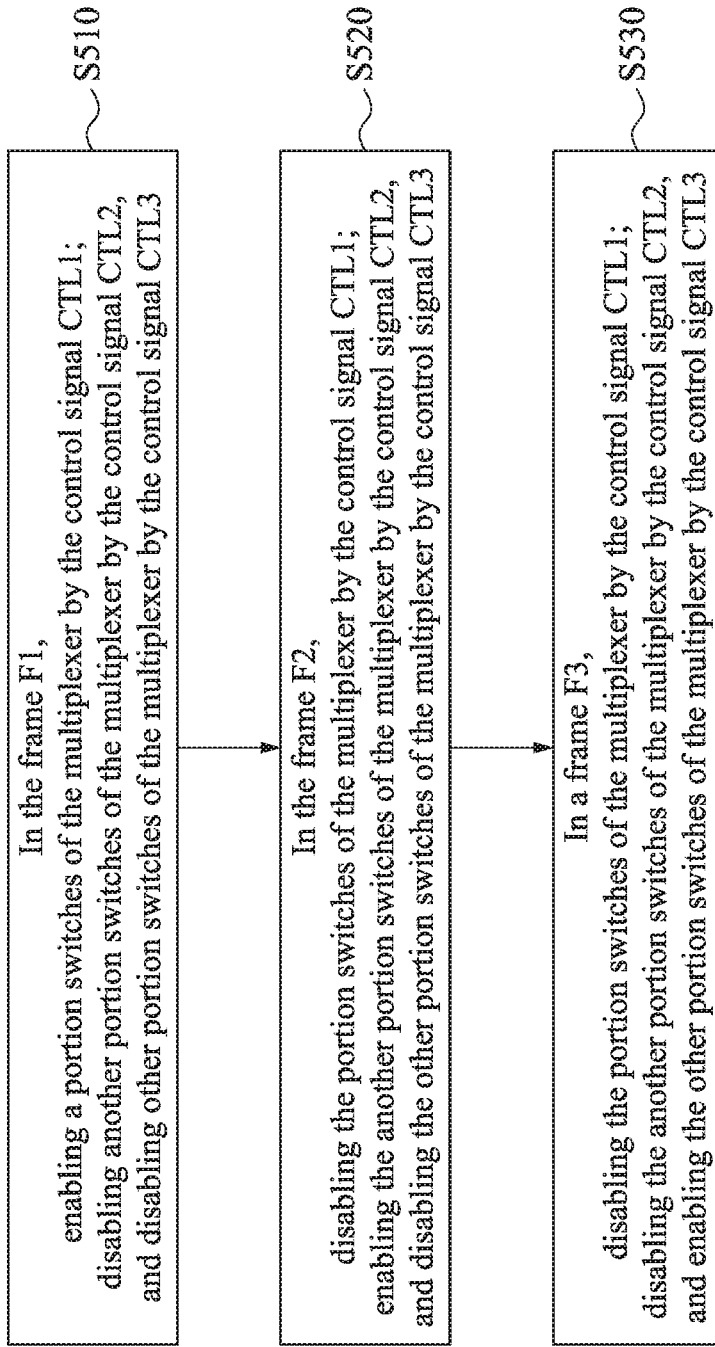 In the frame F1,
enabling a portion switches of the multiplexer by the control signal CTL1;
disabling another portion switches of the multiplexer by the control signal CTL2,
and disabling other portion switches of the multiplexer by the control signal CTL3
S510
In the frame F2,
disabling the portion switches of the multiplexer by the control signal CTL1;
enabling the another portion switches of the multiplexer by the control signal CTL2,
and disabling the other portion switches of the multiplexer by the control signal CTL3
S520
In a frame F3,
disabling the portion switches of the multiplexer by the control signal CTL1;
disabling the another portion switches of the multiplexer by the control signal CTL2,
and enabling the other portion switches of the multiplexer by the control signal CTL3
S530